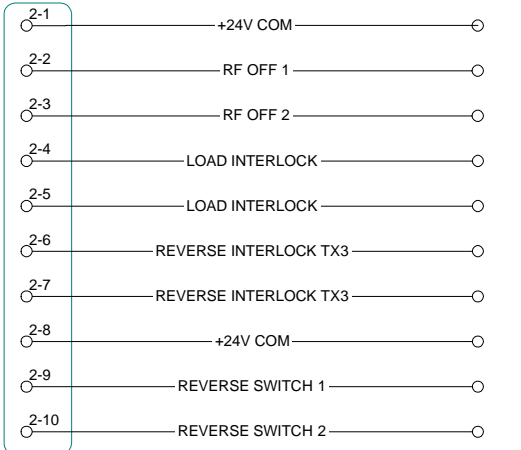 2-1 +24V COM
2-2 RF OFF 1
2-3 RF OFF 2
2-4 LOAD INTERLOCK
2-5 LOAD INTERLOCK
2-6 REVERSE INTERLOCK TX3
2-7 REVERSE INTERLOCK TX3
2-8 +24V COM
2-9 REVERSE SWITCH 1
2-10 REVERSE SWITCH 2